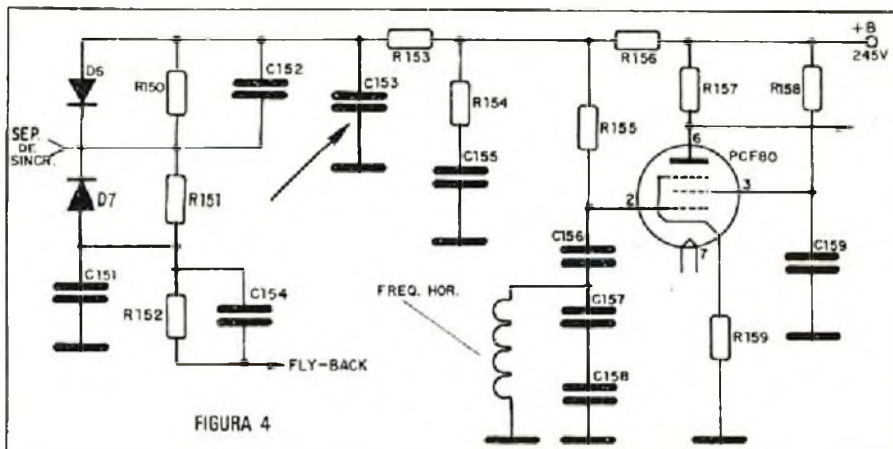 +B
245V
R153
R156
C152
C153
D6
R150
R154
R157
R158
R155
SEP.
DE
SINCR.
6
PCF80
C155
D7
R151
2
3
7
C156
C151
C159
FREQ. HOR.
C157
R152
C154
R159
FLY-BACK
C158
FIGURA 4